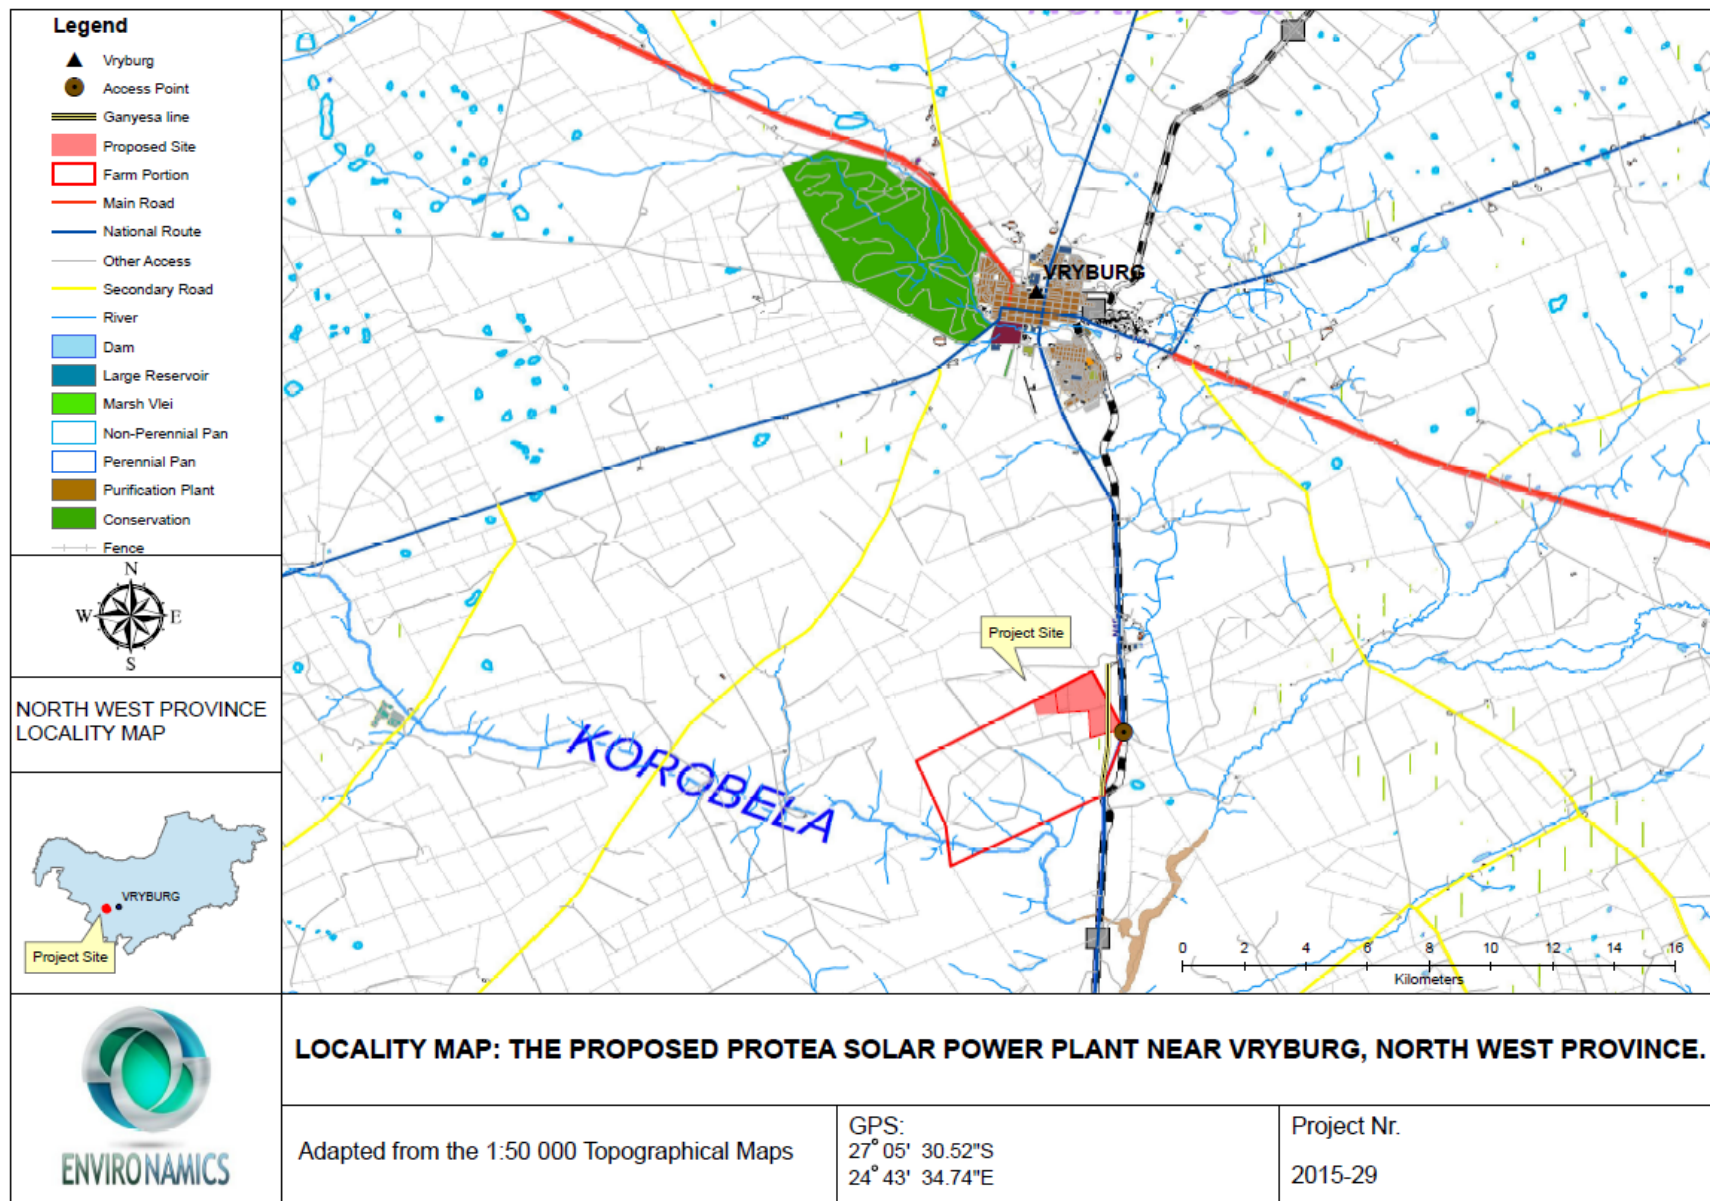 Legend
Vryburg
Access Point
Ganyesa line
Proposed Site
Farm Portion
Main Road
National Route
Other Access
Secondary Road
River
Dam
Large Reservoir
Marsh Vlei
Non-Perennial Pan
Perennial Pan
Purification Plant
Conservation
Fence
N
W E
S
NORTH WEST PROVINCE
LOCALITY MAP
VRYBURG
Project Site
ENVIRONAMICS
VRYBURG
Project Site
KOROBELA
0 2 4 6 8 10 12 14 16
Kilometers
LOCALITY MAP: THE PROPOSED PROTEA SOLAR POWER PLANT NEAR VRYBURG, NORTH WEST PROVINCE.
Adapted from the 1:50 000 Topographical Maps
GPS:
27° 05' 30.52"S
24° 43' 34.74"E
Project Nr.
2015-29